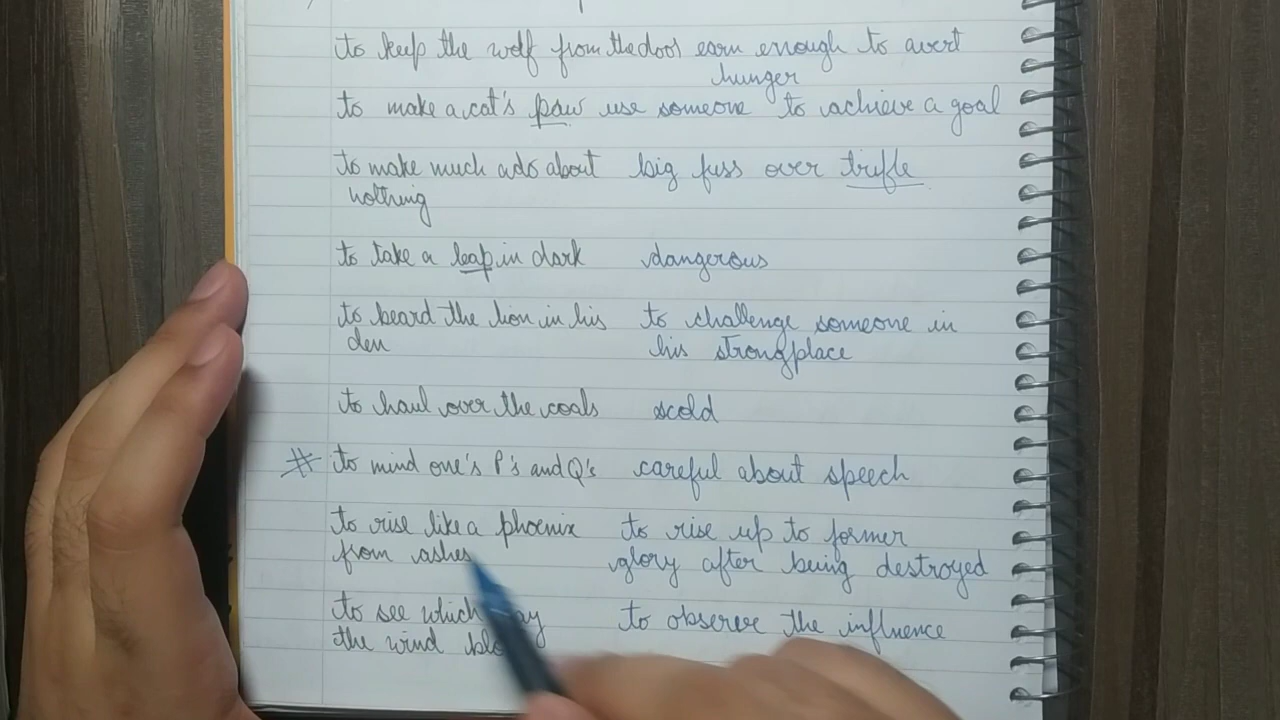 to keep the wolf from the door earn enough to avert
hunger
to make a cat's paw use someone to achieve a goal
to make much ado about big fuss over trifle
nothing
to take a leap in dark dangerous
to beard the lion in his to challenge someone in
den his strongplace
to haul over the coals scold
# to mind one's P's and Q's careful about speech
to rise like a phoenix to rise up to former
from ashes glory after being destroyed
to see which to observe the influence
the wind